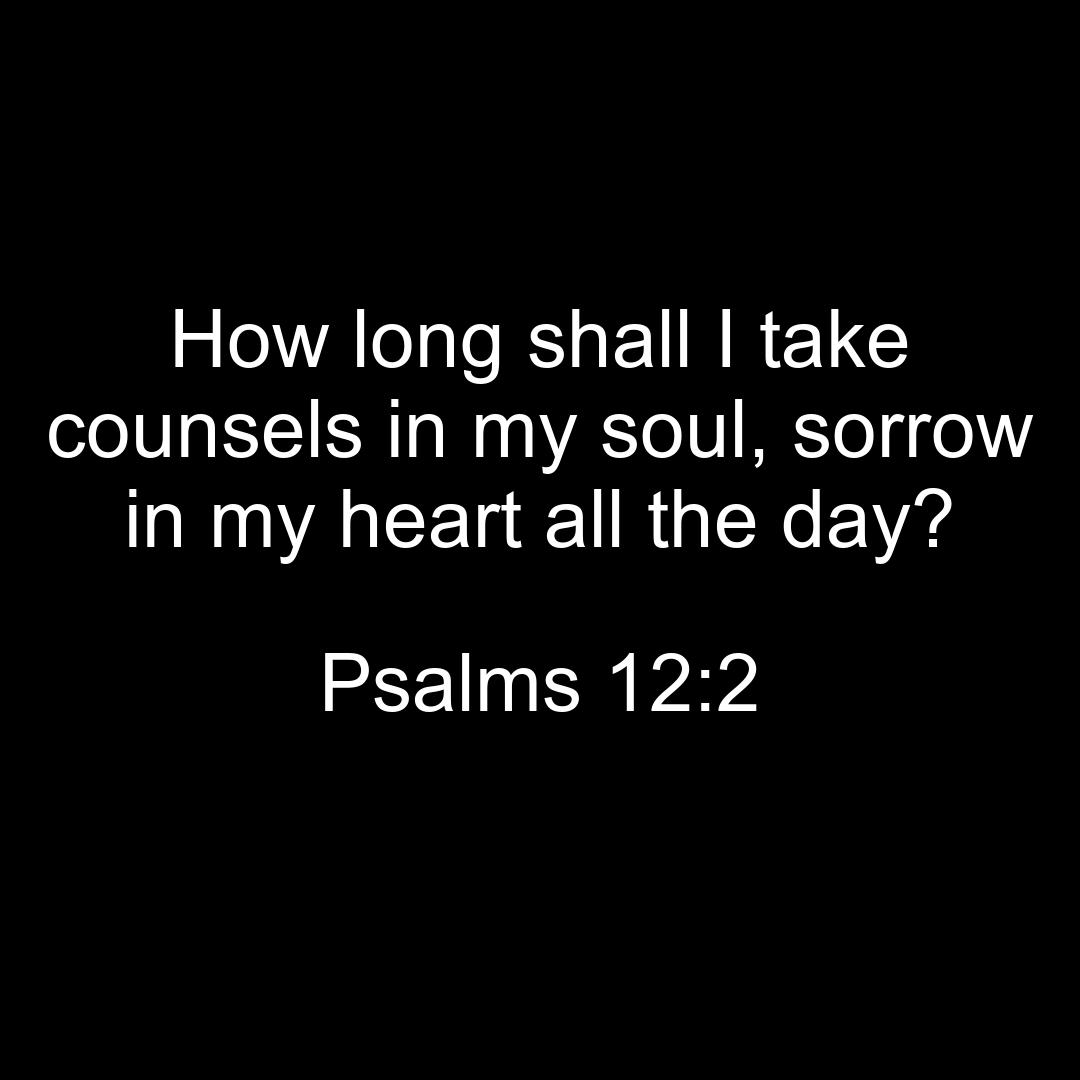 How long shall I take
counsels in my soul, sorrow
in my heart all the day?
Psalms 12:2